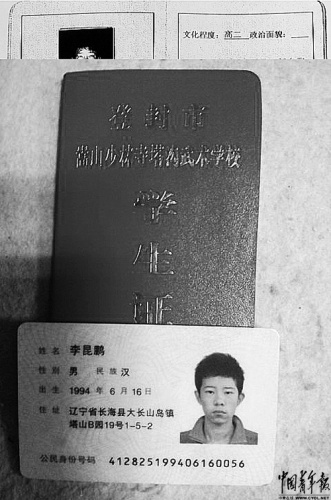 文化程度：高二 政治面貌：
登封市
嵩山少林寺塔沟武术学校
学
生
证
姓名 李昆鹏
性别 男 民族 汉
出生 1994 年 6 月 16 日
住址 辽宁省长海县大长山岛镇
塔山B园19号1-5-2
公民身份号码 412825199406160056
中国青年报